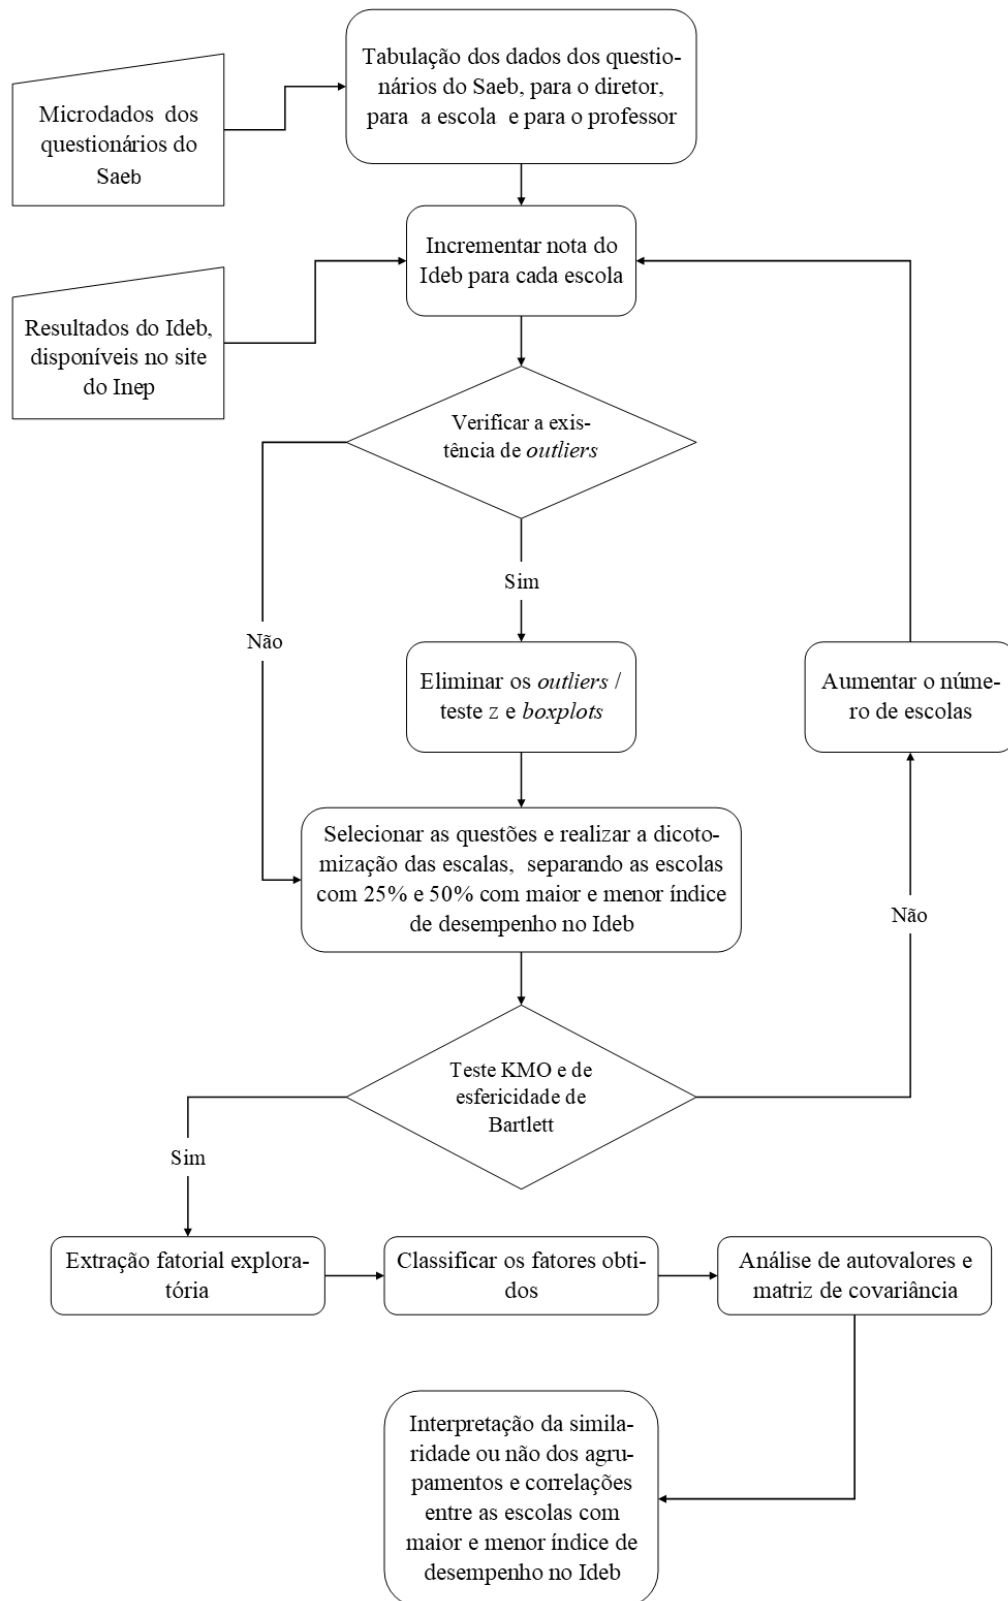 Tabulação dos dados dos questio-
nários do Saeb, para o diretor,
para a escola e para o professor
Microdados dos
questionários do
Saeb
Incrementar nota do
Ideb para cada escola
Resultados do Ideb,
disponíveis no site
do Inep
Verificar a exis-
tência de outliers
Sim
Não
Eliminar os outliers /
teste z e boxplots
Aumentar o núme-
ro de escolas
Selecionar as questões e realizar a dicoto-
mização das escalas, separando as escolas
com 25% e 50% com maior e menor índice
de desempenho no Ideb
Não
Teste KMO e de
esfericidade de
Bartlett
Sim
Extração fatorial explora-
tória
Classificar os fatores obti-
dos
Análise de autovalores e
matriz de covariância
Interpretação da simila-
ridade ou não dos agru-
pamentos e correlações
entre as escolas com
maior e menor índice de
desempenho no Ideb